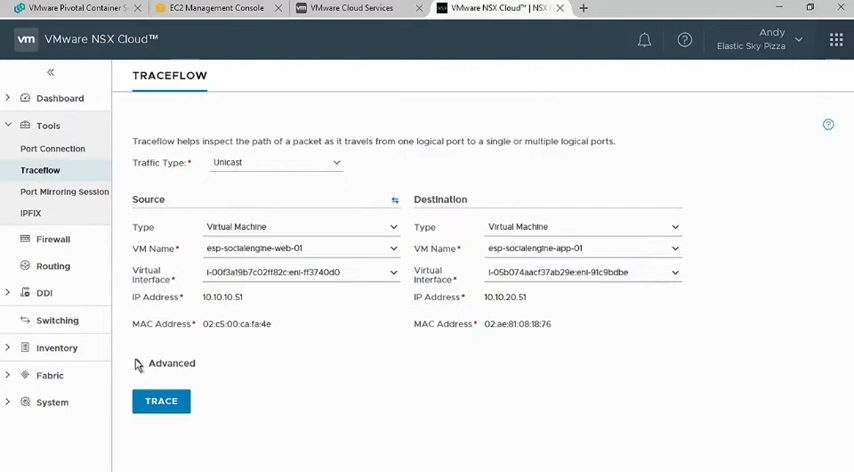 VMware Pivotal Container S
EC2 Management Console
VMware Cloud Services
VMware NSX Cloud™ | NSX
vm VMware NSX Cloud™
Andy
Elastic Sky Pizza
TRACEFLOW
Dashboard
Tools
Port Connection
Traceflow
Port Mirroring Session
IPFIX
Firewall
Routing
DDI
Switching
Inventory
Fabric
System
Traceflow helps inspect the path of a packet as it travels from one logical port to a single or multiple logical ports.
Traffic Type:* Unicast
Source
Type Virtual Machine
VM Name* esp-socialengine-web-01
Virtual Interface* i-00f3a19b7c02ff82c:eni-ff3740d0
IP Address* 10.10.10.51
MAC Address* 02:c5:00:ca:fa:4e
Destination
Type Virtual Machine
VM Name* esp-socialengine-app-01
Virtual Interface* i-05b074aacf37ab29e:eni-91c9bdbe
IP Address* 10.10.20.51
MAC Address* 02:ae:81:08:18:76
Advanced
TRACE